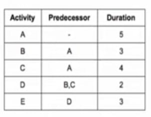 Activity Predecessor Duration
A - 5
B A 3
C A 4
D B,C 2
E D 3